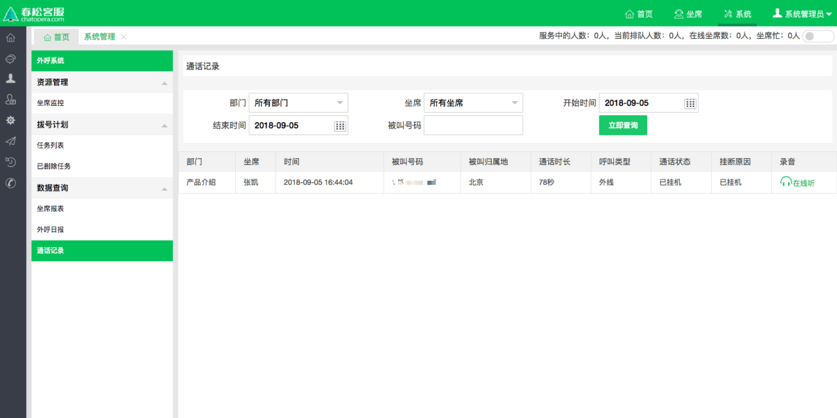 春松客服
chatopera.com
首页 坐席 系统 系统管理员
首页 系统管理
服务中的人数：0人，当前排队人数：0人，在线坐席数：0人，坐席忙：0人
外呼系统
资源管理
坐席监控
拨号计划
任务列表
已删除任务
数据查询
坐席报表
外呼日报
通话记录
通话记录
部门 所有部门 坐席 所有坐席 开始时间 2018-09-05
结束时间 2018-09-05 被叫号码 立即查询
部门 坐席 时间 被叫号码 被叫归属地 通话时长 呼叫类型 通话状态 挂断原因 录音
产品介绍 张凯 2018-09-05 16:44:04 北京 78秒 外线 已挂机 已挂机 在线听